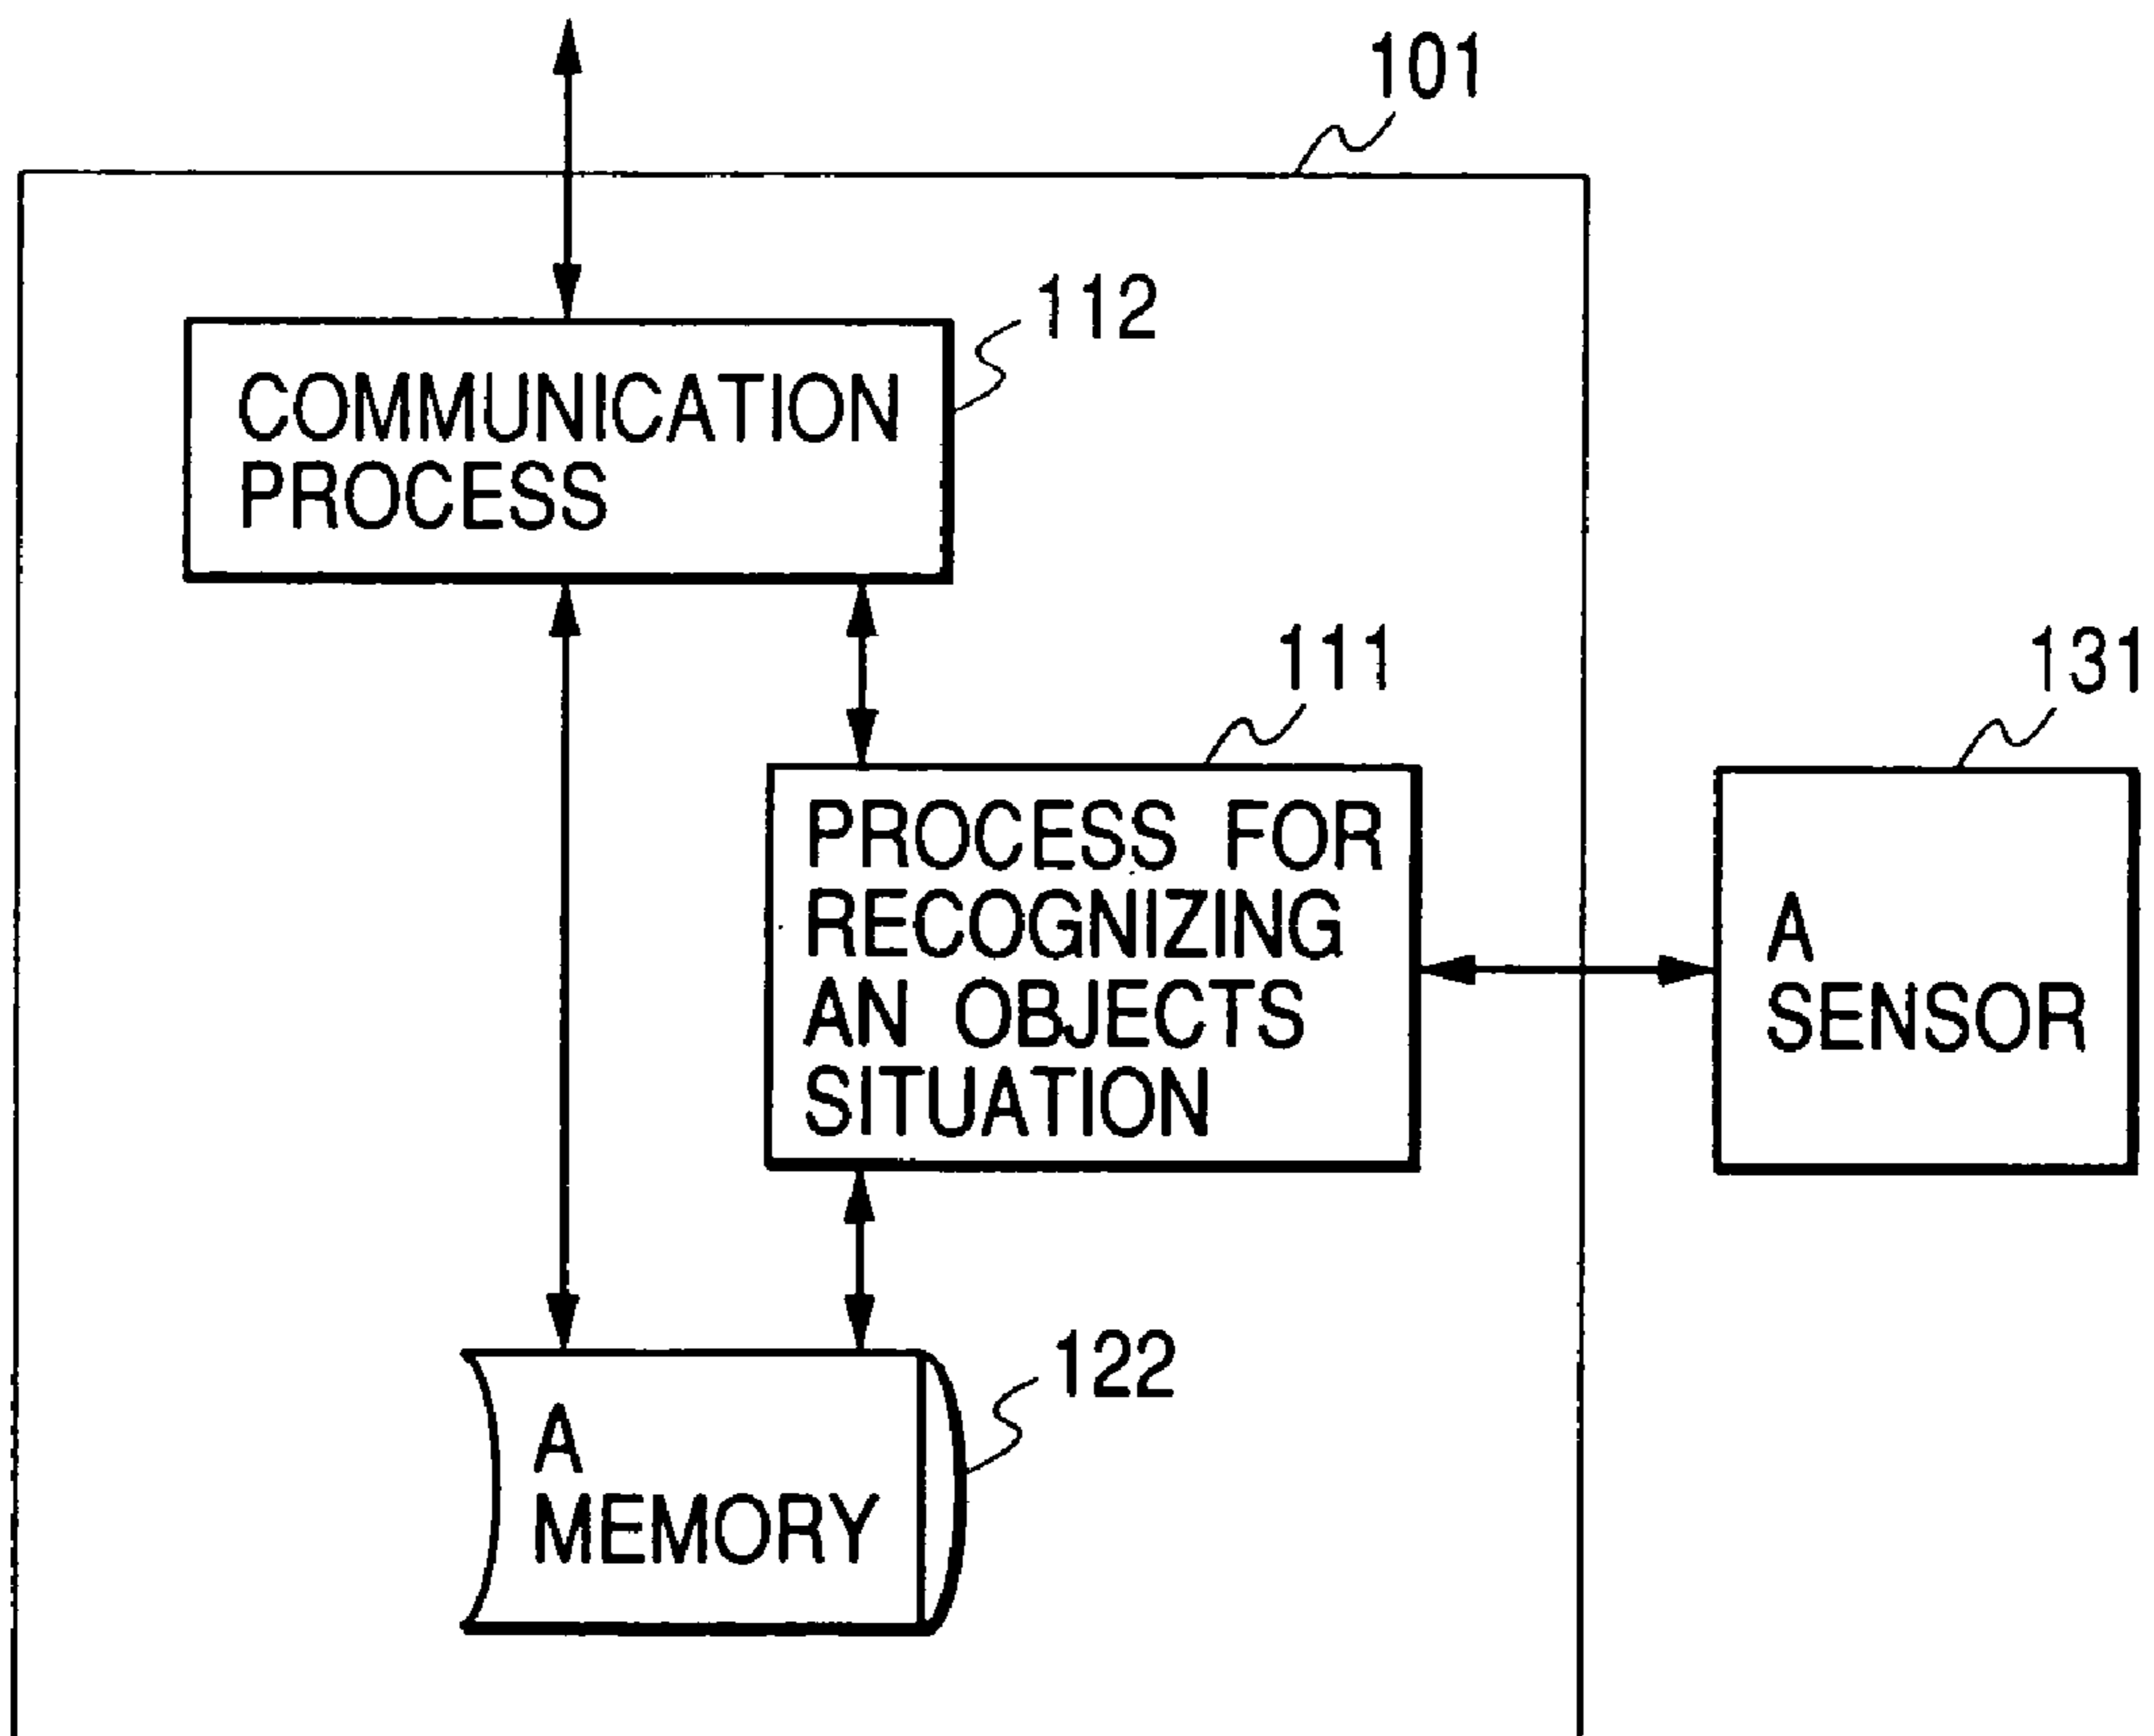 101
112
COMMUNICATION
PROCESS
111
131
PROCESS FOR
RECOGNIZING
AN OBJECTS
SITUATION
A
SENSOR
122
A
MEMORY